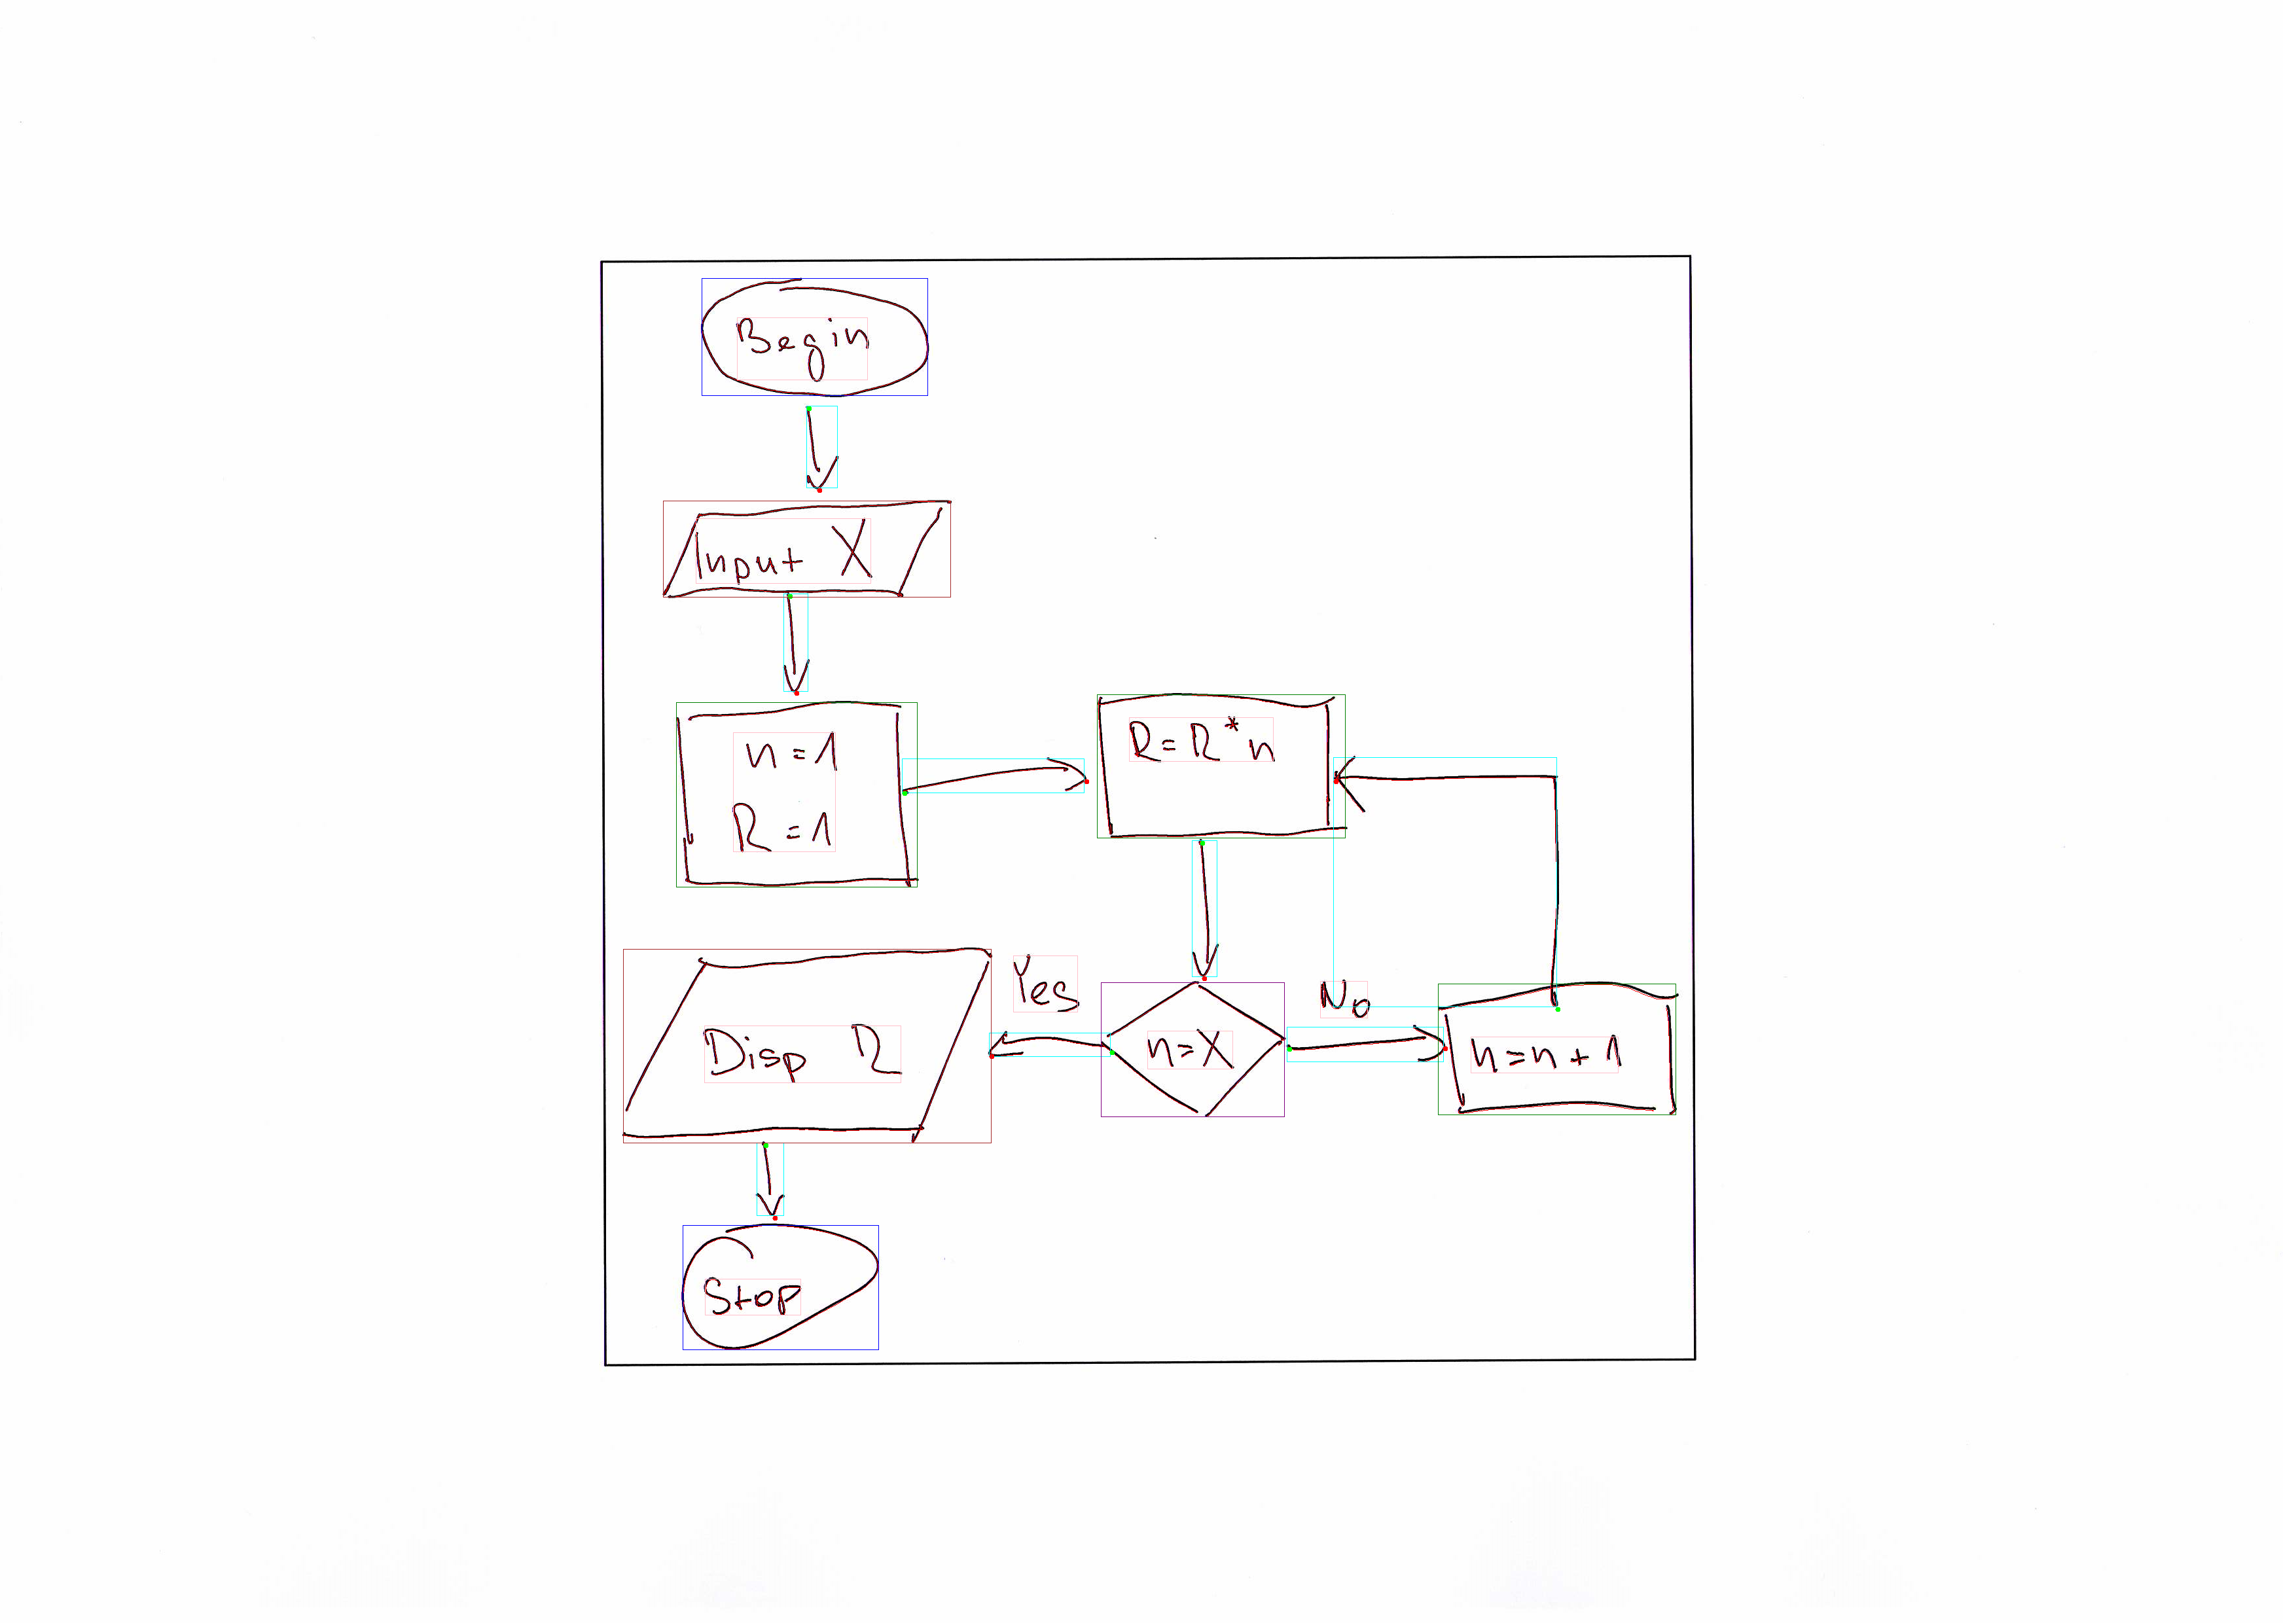 Begin
Input X
n=1
R=1
R=R*n
Yes
No
Disp R
n=X
n=n+1
Stop